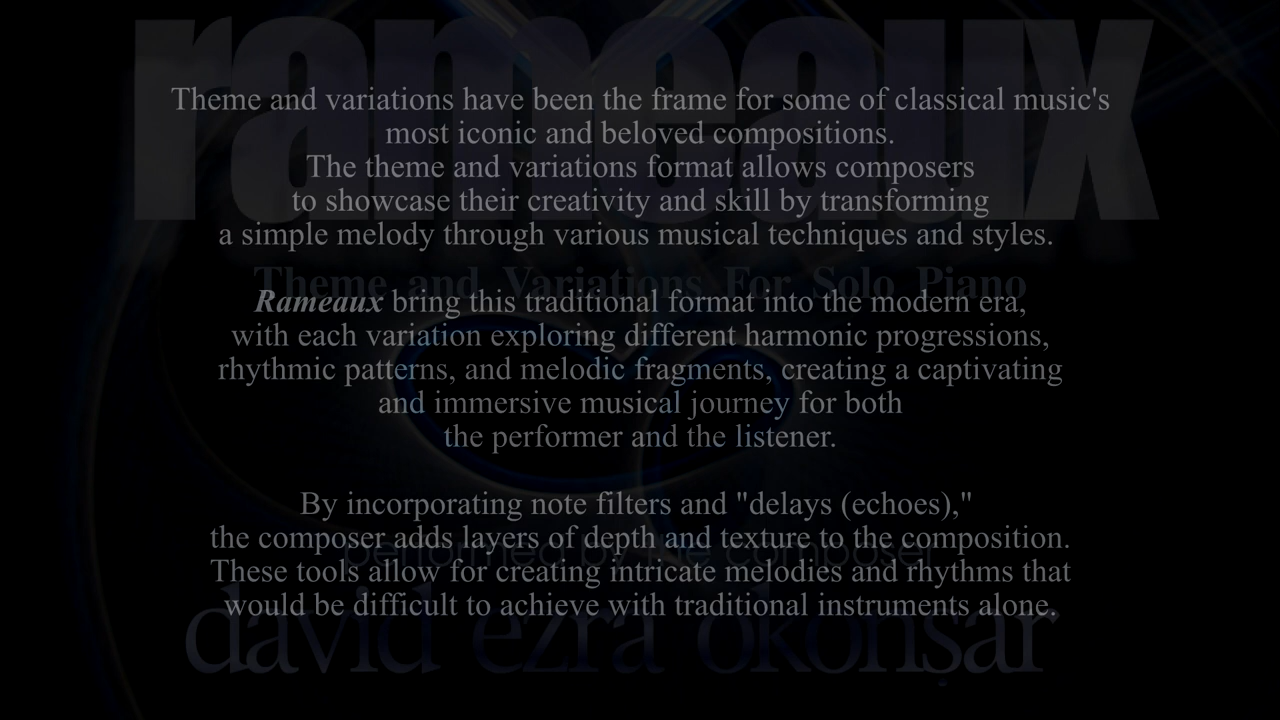 rameaux
Theme and variations have been the frame for some of classical music's
most iconic and beloved compositions.
The theme and variations format allows composers
to showcase their creativity and skill by transforming
a simple melody through various musical techniques and styles.
Theme and Variations For Solo Piano
Rameaux bring this traditional format into the modern era,
with each variation exploring different harmonic progressions,
rhythmic patterns, and melodic fragments, creating a captivating
and immersive musical journey for both
the performer and the listener.
By incorporating note filters and "delays (echoes),"
the composer adds layers of depth and texture to the composition.
performed by the composer
These tools allow for creating intricate melodies and rhythms that
would be difficult to achieve with traditional instruments alone.
david ezra okonşar